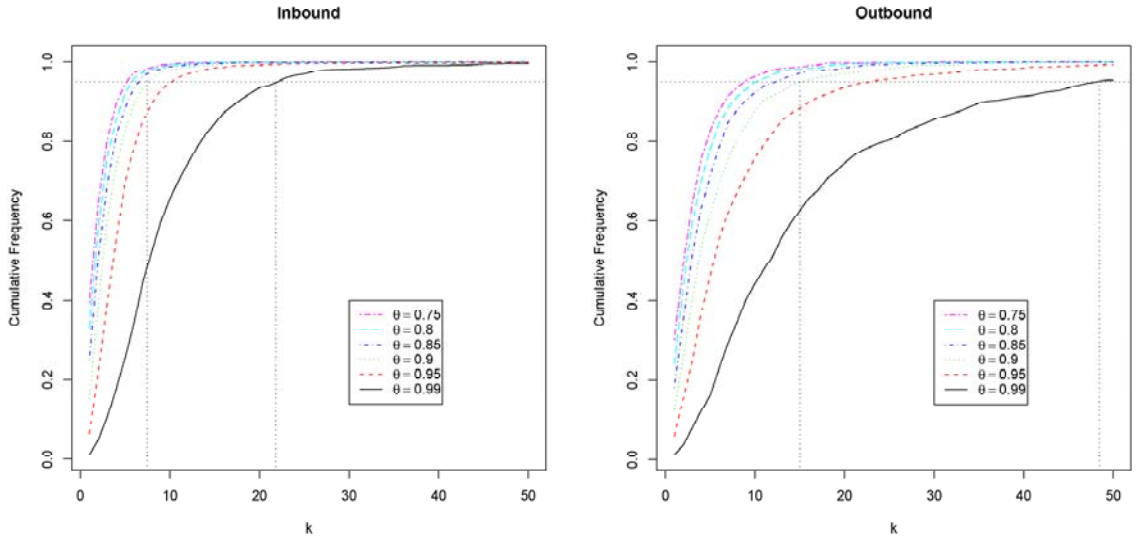 Inbound
Cumulative Frequency
1.0
0.8
0.6
0.4
0.2
0.0
θ = 0.75
θ = 0.8
θ = 0.85
θ = 0.9
θ = 0.95
θ = 0.99
0 10 20 30 40 50
k
Outbound
Cumulative Frequency
1.0
0.8
0.6
0.4
0.2
0.0
θ = 0.75
θ = 0.8
θ = 0.85
θ = 0.9
θ = 0.95
θ = 0.99
0 10 20 30 40 50
k